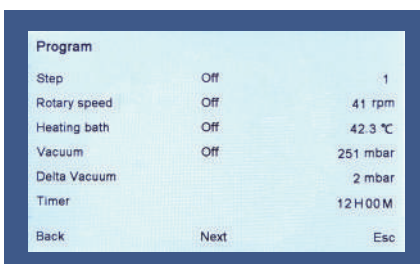 Program
Step Off 1
Rotary speed Off 41 rpm
Heating bath Off 42.3 ℃
Vacuum Off 251 mbar
Delta Vacuum 2 mbar
Timer 12H00M
Back Next Esc